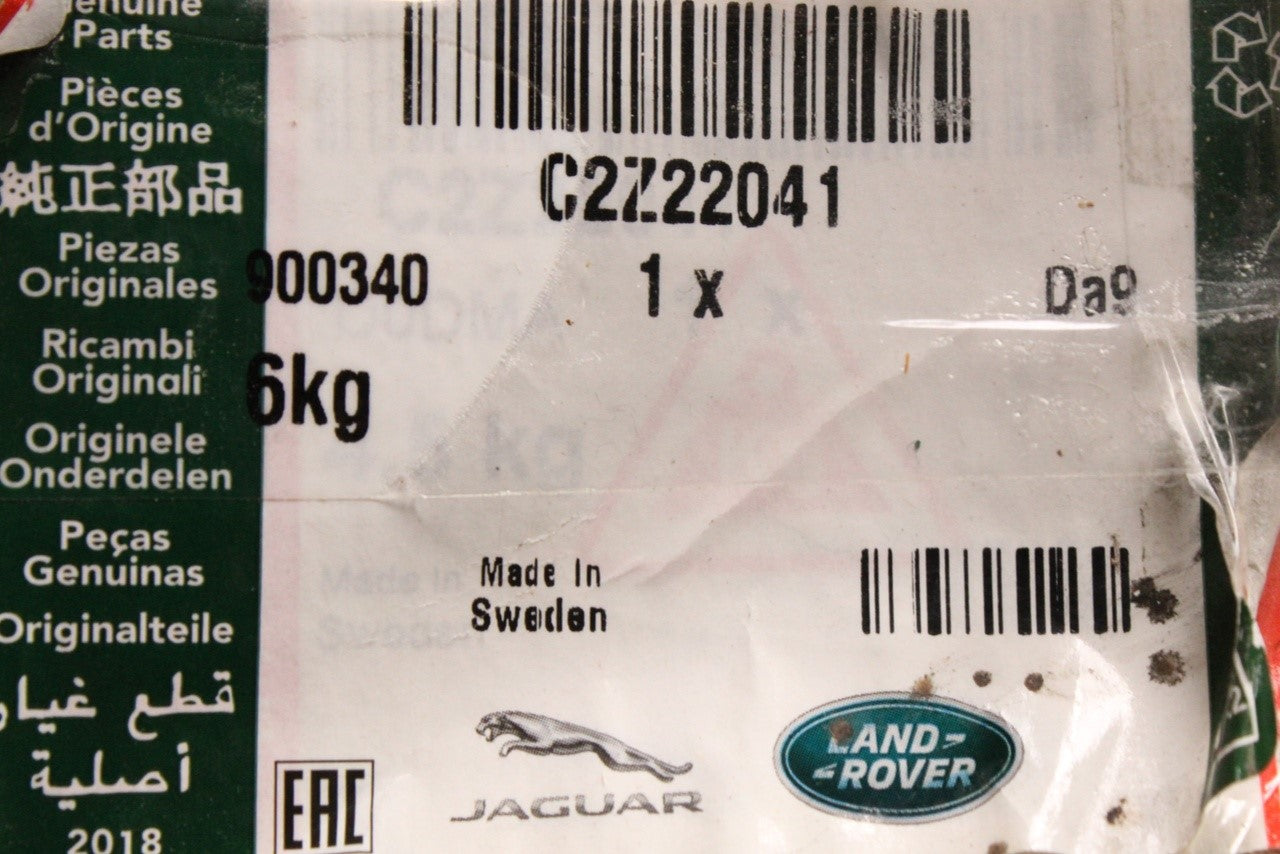 Parts
Pièces
d'Origine
純正部品
Piezas
Originales
Ricambi
Originali
Originele
Onderdelen
Peças
Genuinas
Originalteile
قطع غيار
أصلية
2018
C2Z22041
900340
1 x
Da9
6kg
kg
Made In
Sweden
EAC
JAGUAR
LAND-
-ROVER